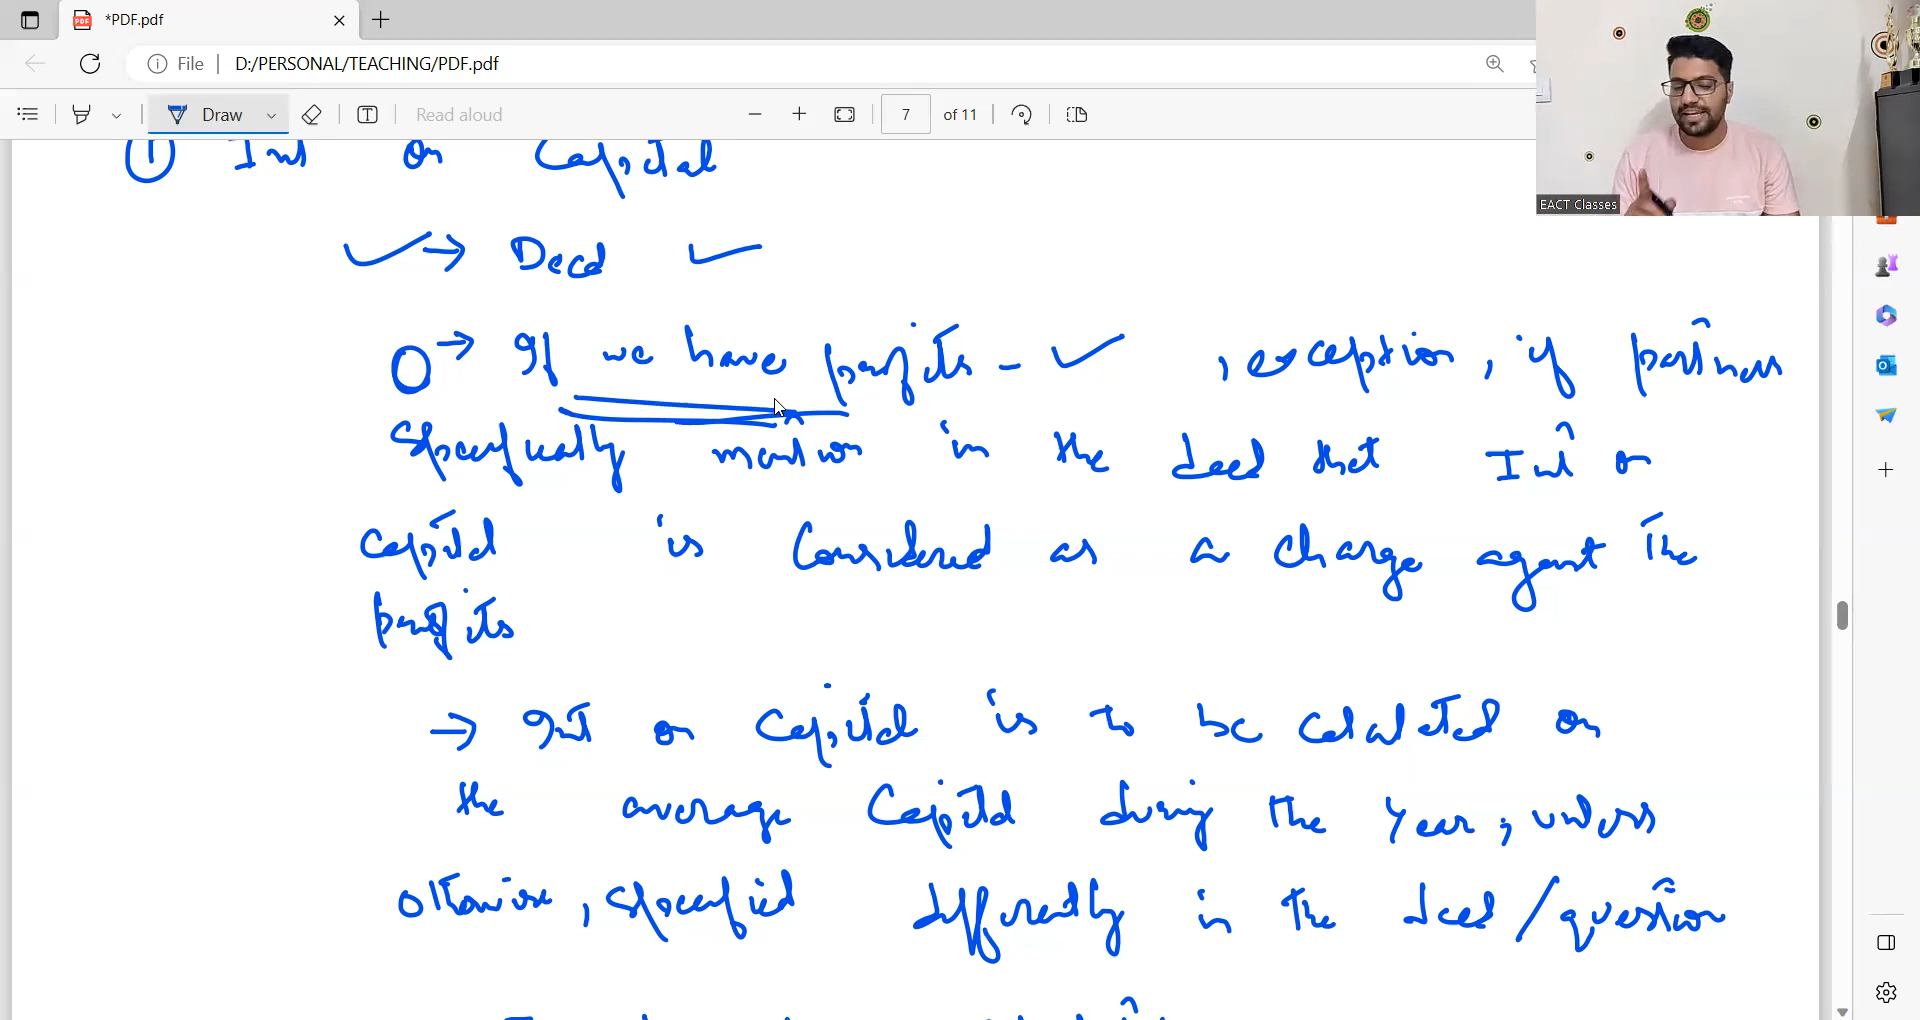 *PDF.pdf
File D:/PERSONAL/TEACHING/PDF.pdf
Draw Read aloud 7 of 11
EACT Classes
① Int on Capital
→ Deed
→ If we have profits - , exception, if partners
specifically mention in the deed that Int on
capital is considered as a charge against the
profits
→ Int on Capital is to be calculated on
the average Capital during the Year, unless
otherwise, specified differently in the deed/question